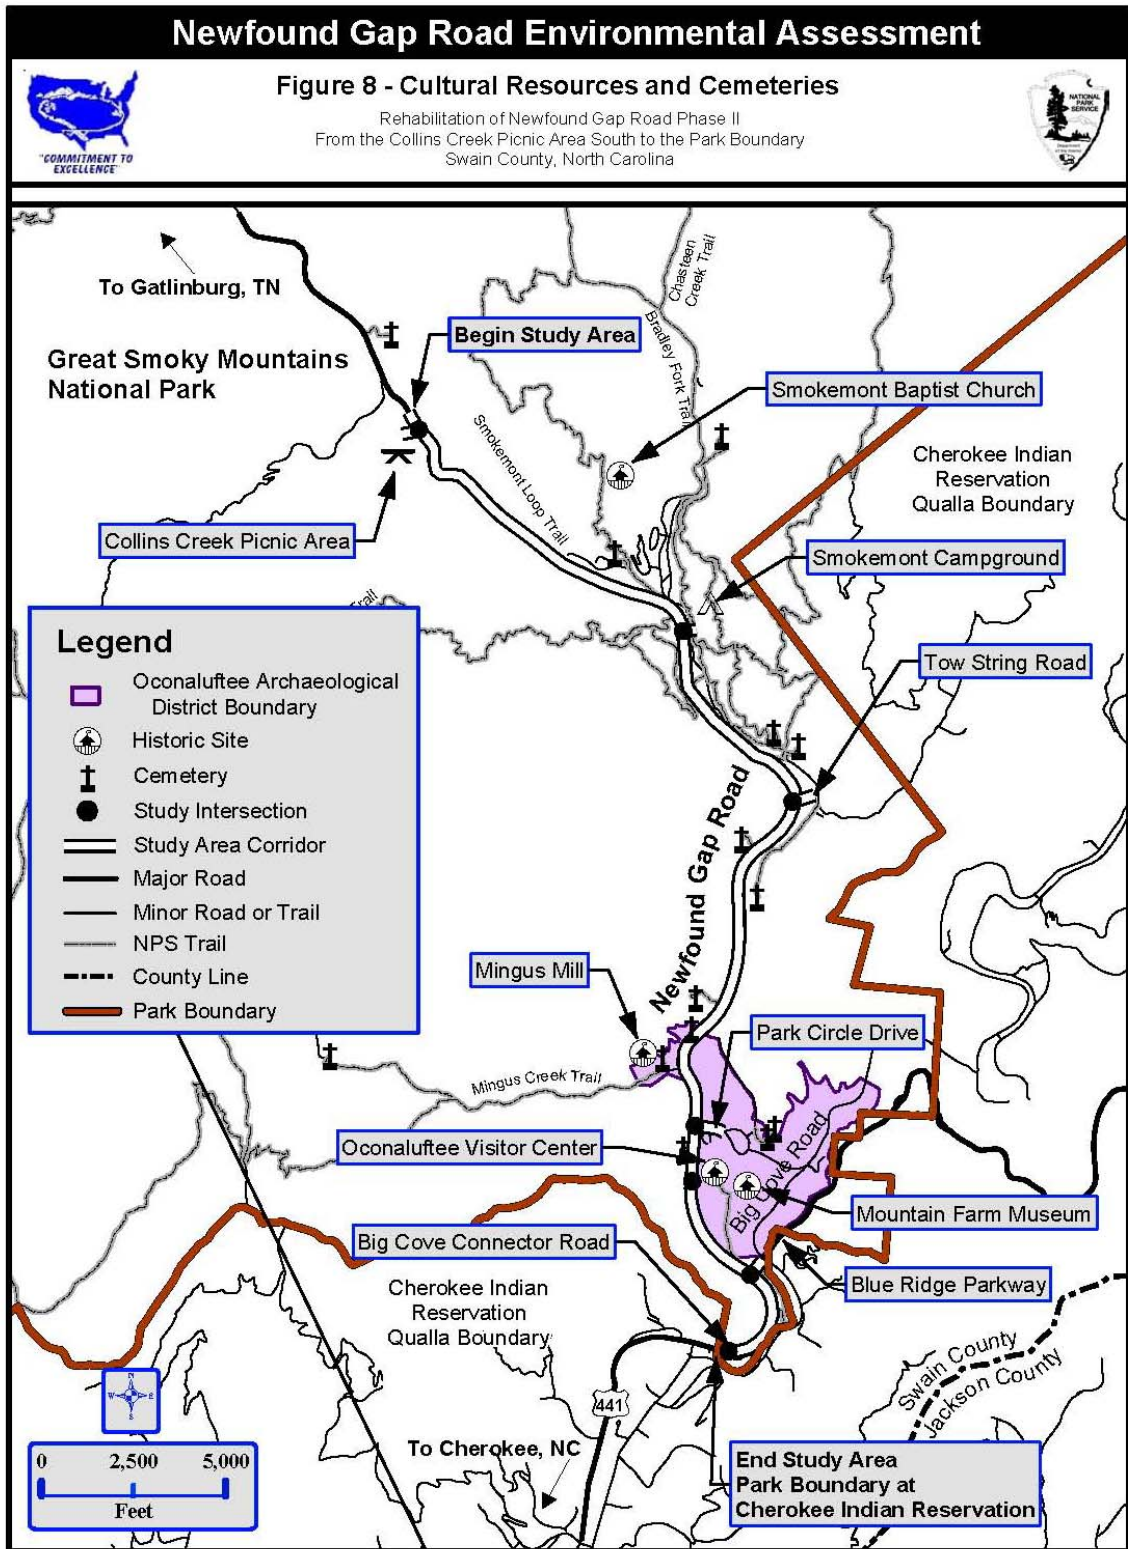 Newfound Gap Road Environmental Assessment
Figure 8 - Cultural Resources and Cemeteries
Rehabilitation of Newfound Gap Road Phase II
From the Collins Creek Picnic Area South to the Park Boundary
Swain County, North Carolina
"COMMITMENT TO
EXCELLENCE"
NATIONAL
PARK
SERVICE
To Gatlinburg, TN
Great Smoky Mountains
National Park
Begin Study Area
Chasteen
Creek Trail
Bradley Fork Trail
Smokemont Baptist Church
Smokemont Loop Trail
Cherokee Indian
Reservation
Qualla Boundary
Collins Creek Picnic Area
Smokemont Campground
Trail
Tow String Road
Legend
Oconaluftee Archaeological
District Boundary
Historic Site
Cemetery
Study Intersection
Study Area Corridor
Major Road
Minor Road or Trail
NPS Trail
County Line
Park Boundary
Newfound Gap Road
Mingus Mill
Park Circle Drive
Mingus Creek Trail
Oconaluftee Visitor Center
Big Cove Road
Mountain Farm Museum
Big Cove Connector Road
Blue Ridge Parkway
Cherokee Indian
Reservation
Qualla Boundary
Swain County
Jackson County
N
W E
S
441
To Cherokee, NC
0 2,500 5,000
Feet
End Study Area
Park Boundary at
Cherokee Indian Reservation